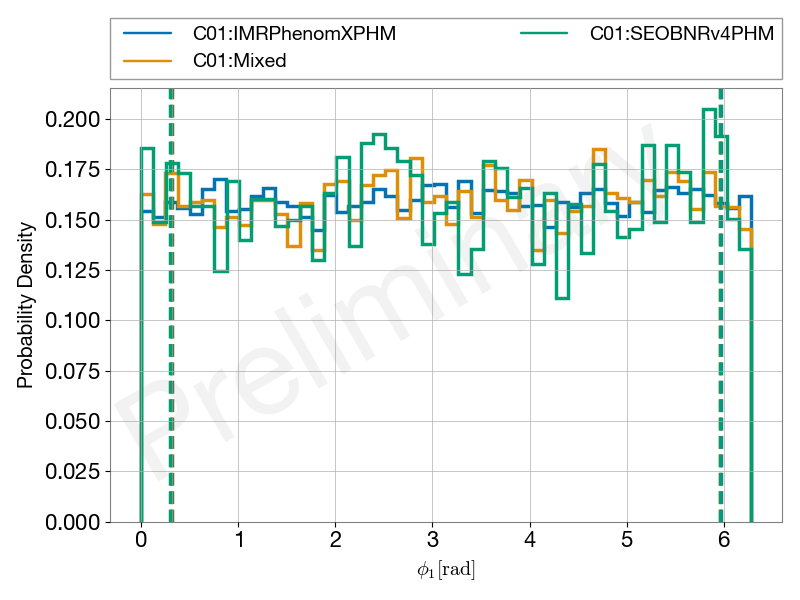 C01:IMRPhenomXPHM
C01:Mixed
C01:SEOBNRv4PHM
0.200
0.175
0.150
0.125
0.100
0.075
0.050
0.025
0.000
Probability Density
Preliminary
0 1 2 3 4 5 6
ϕ₁[rad]